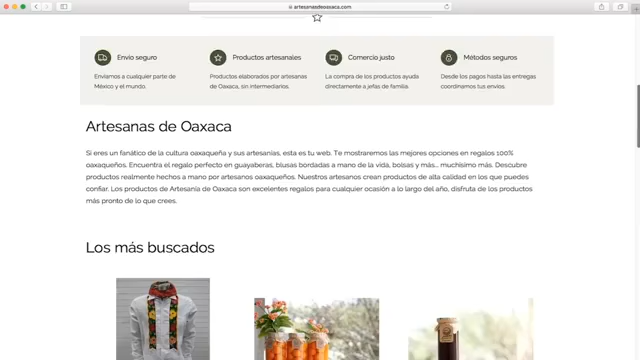 artesanasdeoaxaca.com
Envio seguro
Enviamos a cualquier parte de
México y el mundo.
Productos artesanales
Productos elaborados por artesanas
de Oaxaca, sin intermediarios.
Comercio justo
La compra de los productos ayuda
directamente a jefas de familia
Métodos seguros
Desde los pagos hasta las entregas
coordinamos tus envios.
Artesanas de Oaxaca
Si eres un fanático de la cultura oaxaqueña y sus artesanías, esta es tu web. Te mostraremos las mejores opciones en regalos 100%
oaxaqueños. Encuentra el regalo perfecto en guayaberas, blusas bordadas a mano de la vida, bolsas y más... muchísimo más. Descubre
productos realmente hechos a mano por artesanos oaxaqueños. Nuestros artesanos crean productos de alta calidad en los que puedes
confiar. Los productos de Artesanía de Oaxaca son excelentes regalos para cualquier ocasión a lo largo del año, disfruta de los productos
más pronto de lo que crees.
Los más buscados